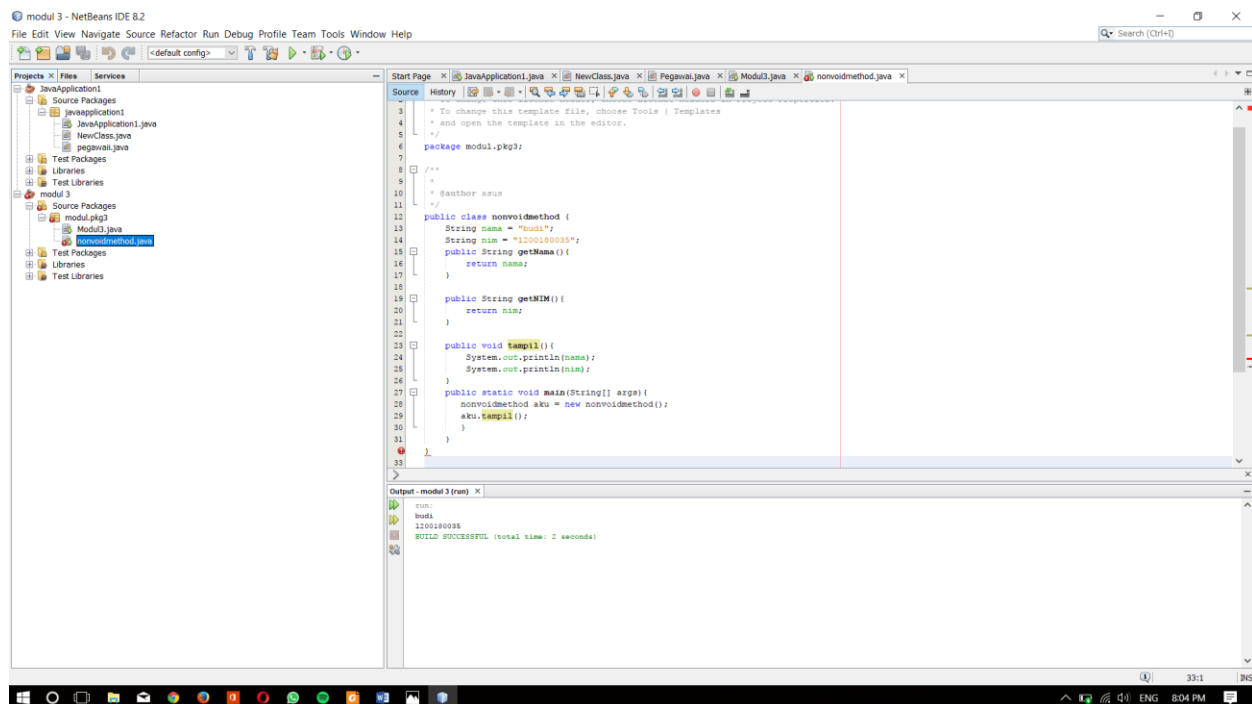 modul 3 - NetBeans IDE 8.2
File Edit View Navigate Source Refactor Run Debug Profile Team Tools Window Help
Search (Ctrl+I)
<default config>
Projects × Files Services
Start Page × JavaApplication1.java × NewClass.java × Pegawai.java × Modul3.java × nonvoidmethod.java ×
JavaApplication1
Source Packages
javaapplication1
JavaApplication1.java
NewClass.java
pegawaii.java
Test Packages
Libraries
Test Libraries
modul 3
Source Packages
modul.pkg3
Modul3.java
nonvoidmethod.java
Test Packages
Libraries
Test Libraries
Source History
3 * To change this template file, choose Tools | Templates
4 * and open the template in the editor.
5 */
6 package modul.pkg3;
7
8 /**
9 *
10 * @author asus
11 */
12 public class nonvoidmethod {
13 String nama = "budi";
14 String nim = "1200180035";
15 public String getNama(){
16 return nama;
17 }
18
19 public String getNIM(){
20 return nim;
21 }
22
23 public void tampil(){
24 System.out.println(nama);
25 System.out.println(nim);
26 }
27 public static void main(String[] args){
28 nonvoidmethod aku = new nonvoidmethod();
29 aku.tampil();
30 }
31 }
}
33
Output - modul 3 (run) ×
run:
budi
1200180035
BUILD SUCCESSFUL (total time: 2 seconds)
33:1 INS
ENG 8:04 PM